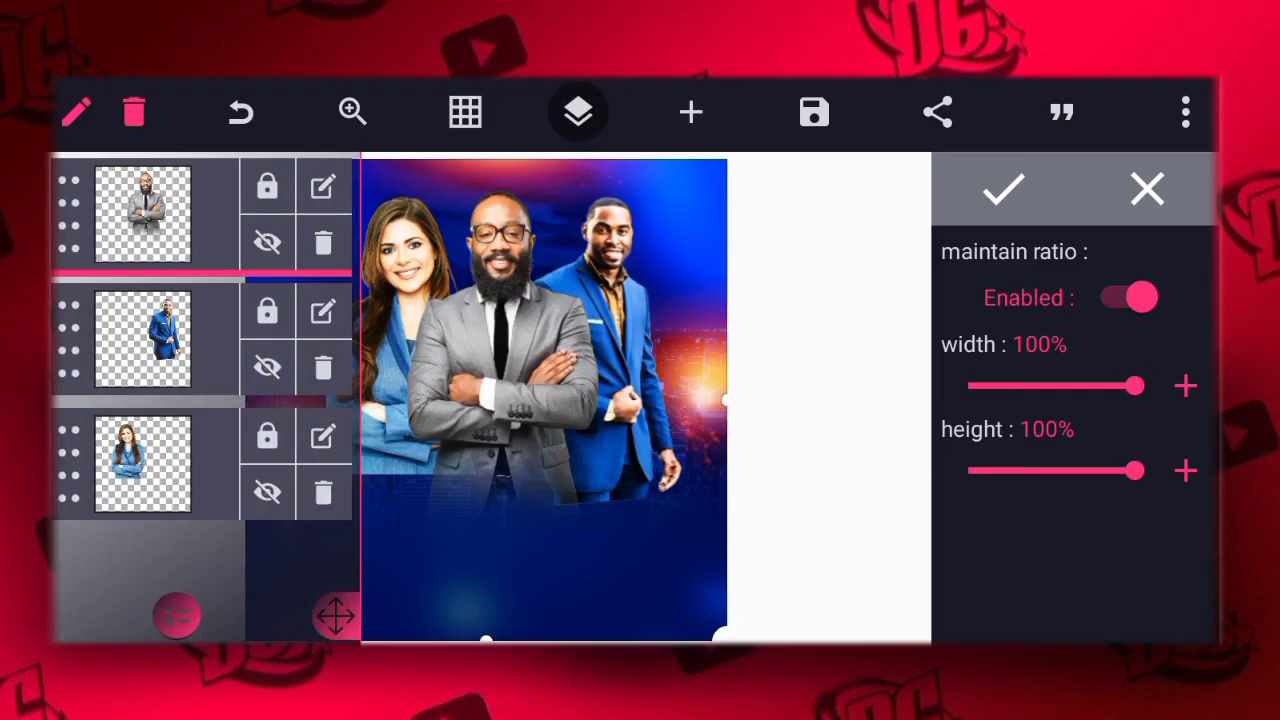 maintain ratio :
Enabled :
width : 100%
height : 100%